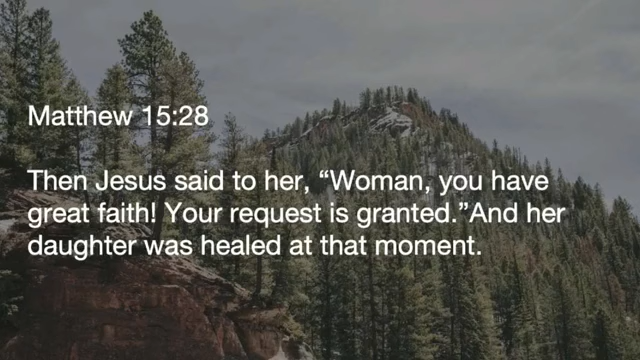 Matthew 15:28
Then Jesus said to her, “Woman, you have
great faith! Your request is granted.”And her
daughter was healed at that moment.